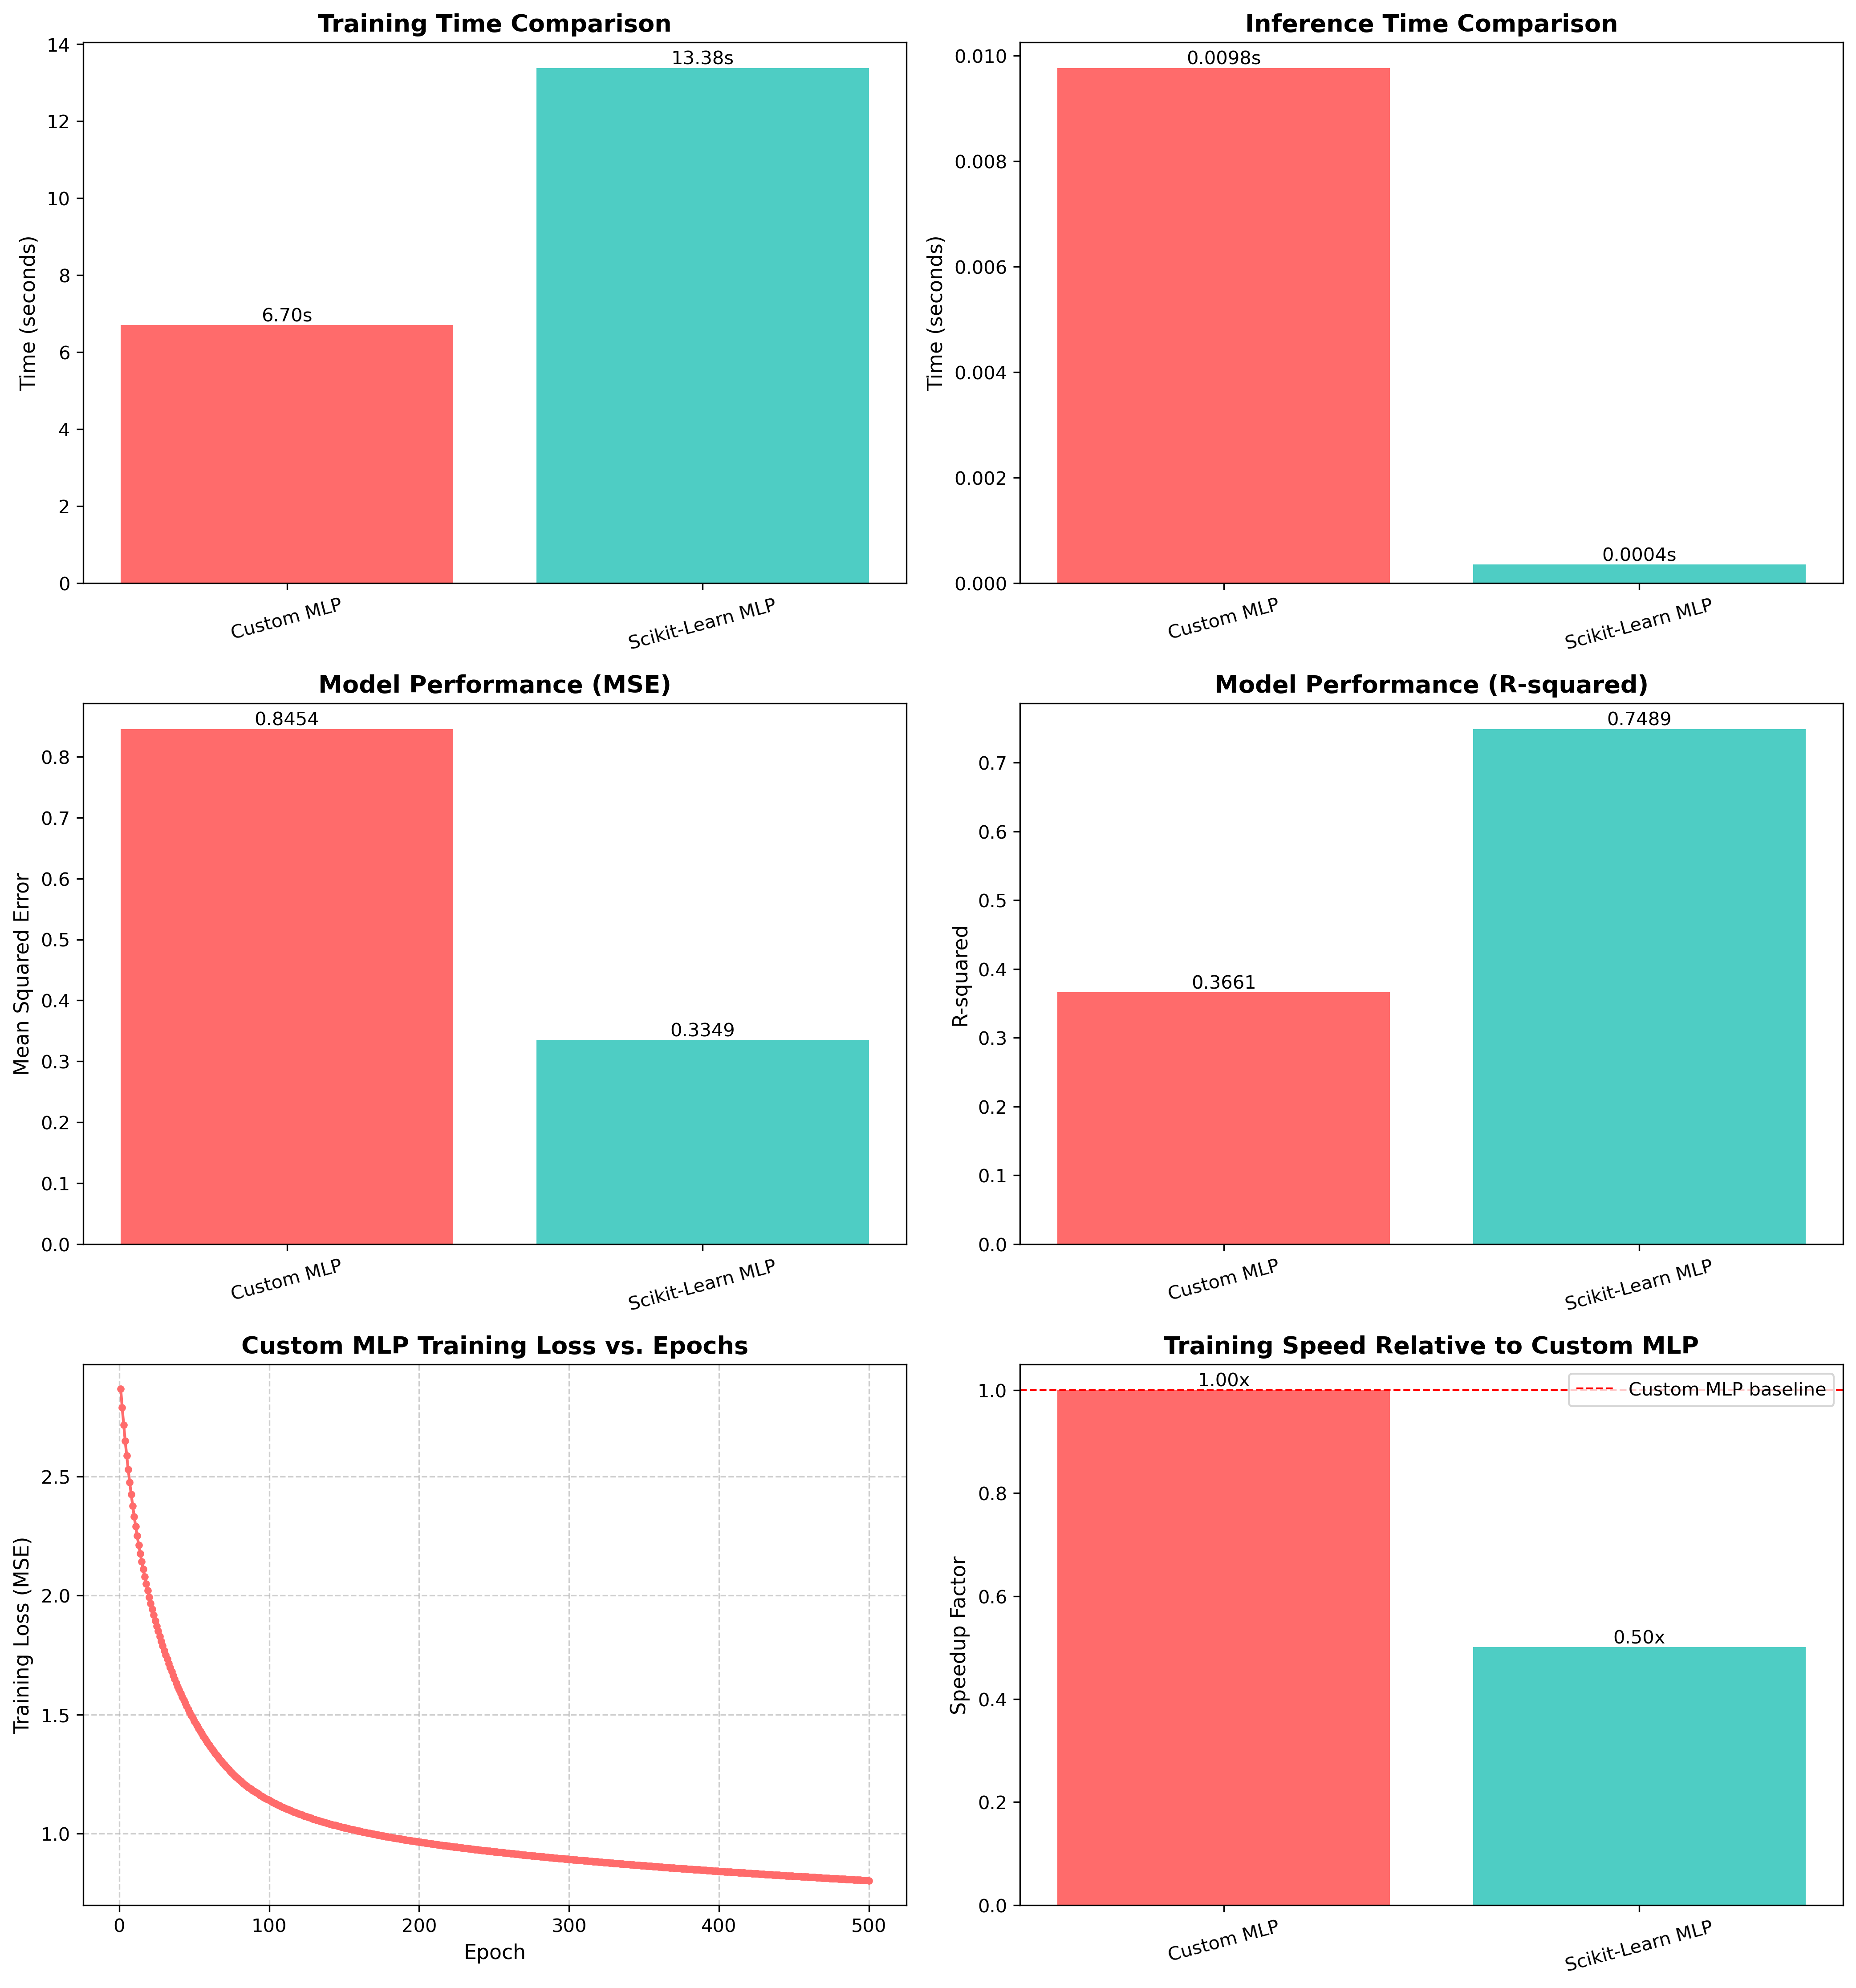 Training Time Comparison
Time (seconds)
14
12
10
8
6
4
2
0
6.70s
13.38s
Custom MLP
Scikit-Learn MLP
Inference Time Comparison
Time (seconds)
0.010
0.008
0.006
0.004
0.002
0.000
0.0098s
0.0004s
Custom MLP
Scikit-Learn MLP
Model Performance (MSE)
Mean Squared Error
0.8
0.7
0.6
0.5
0.4
0.3
0.2
0.1
0.0
0.8454
0.3349
Custom MLP
Scikit-Learn MLP
Model Performance (R-squared)
R-squared
0.7
0.6
0.5
0.4
0.3
0.2
0.1
0.0
0.3661
0.7489
Custom MLP
Scikit-Learn MLP
Custom MLP Training Loss vs. Epochs
Training Loss (MSE)
2.5
2.0
1.5
1.0
0
100
200
300
400
500
Epoch
Training Speed Relative to Custom MLP
Speedup Factor
1.0
0.8
0.6
0.4
0.2
0.0
1.00x
0.50x
Custom MLP baseline
Custom MLP
Scikit-Learn MLP